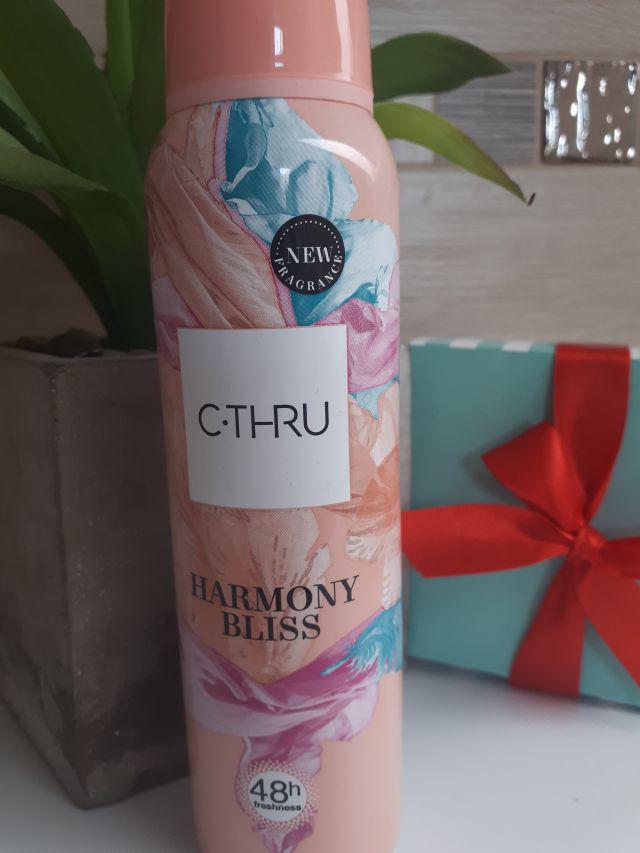 NEW
FRAGRANCE
C·THRU
HARMONY
BLISS
48h
freshness